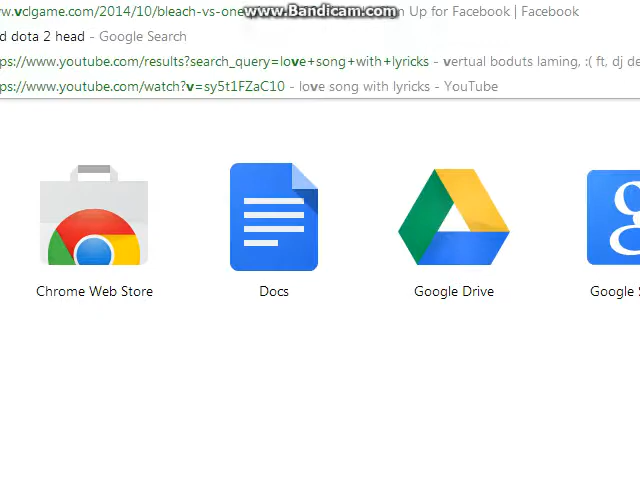 w.vclgame.com/2014/10/bleach-vs-one www.Bandicam.com n Up for Facebook | Facebook
d dota 2 head - Google Search
ps://www.youtube.com/results?search_query=love+song+with+lyricks - vertual boduts laming, :( ft, dj de
ps://www.youtube.com/watch?v=sy5t1FZaC10 - love song with lyricks - YouTube
Chrome Web Store Docs Google Drive Google S